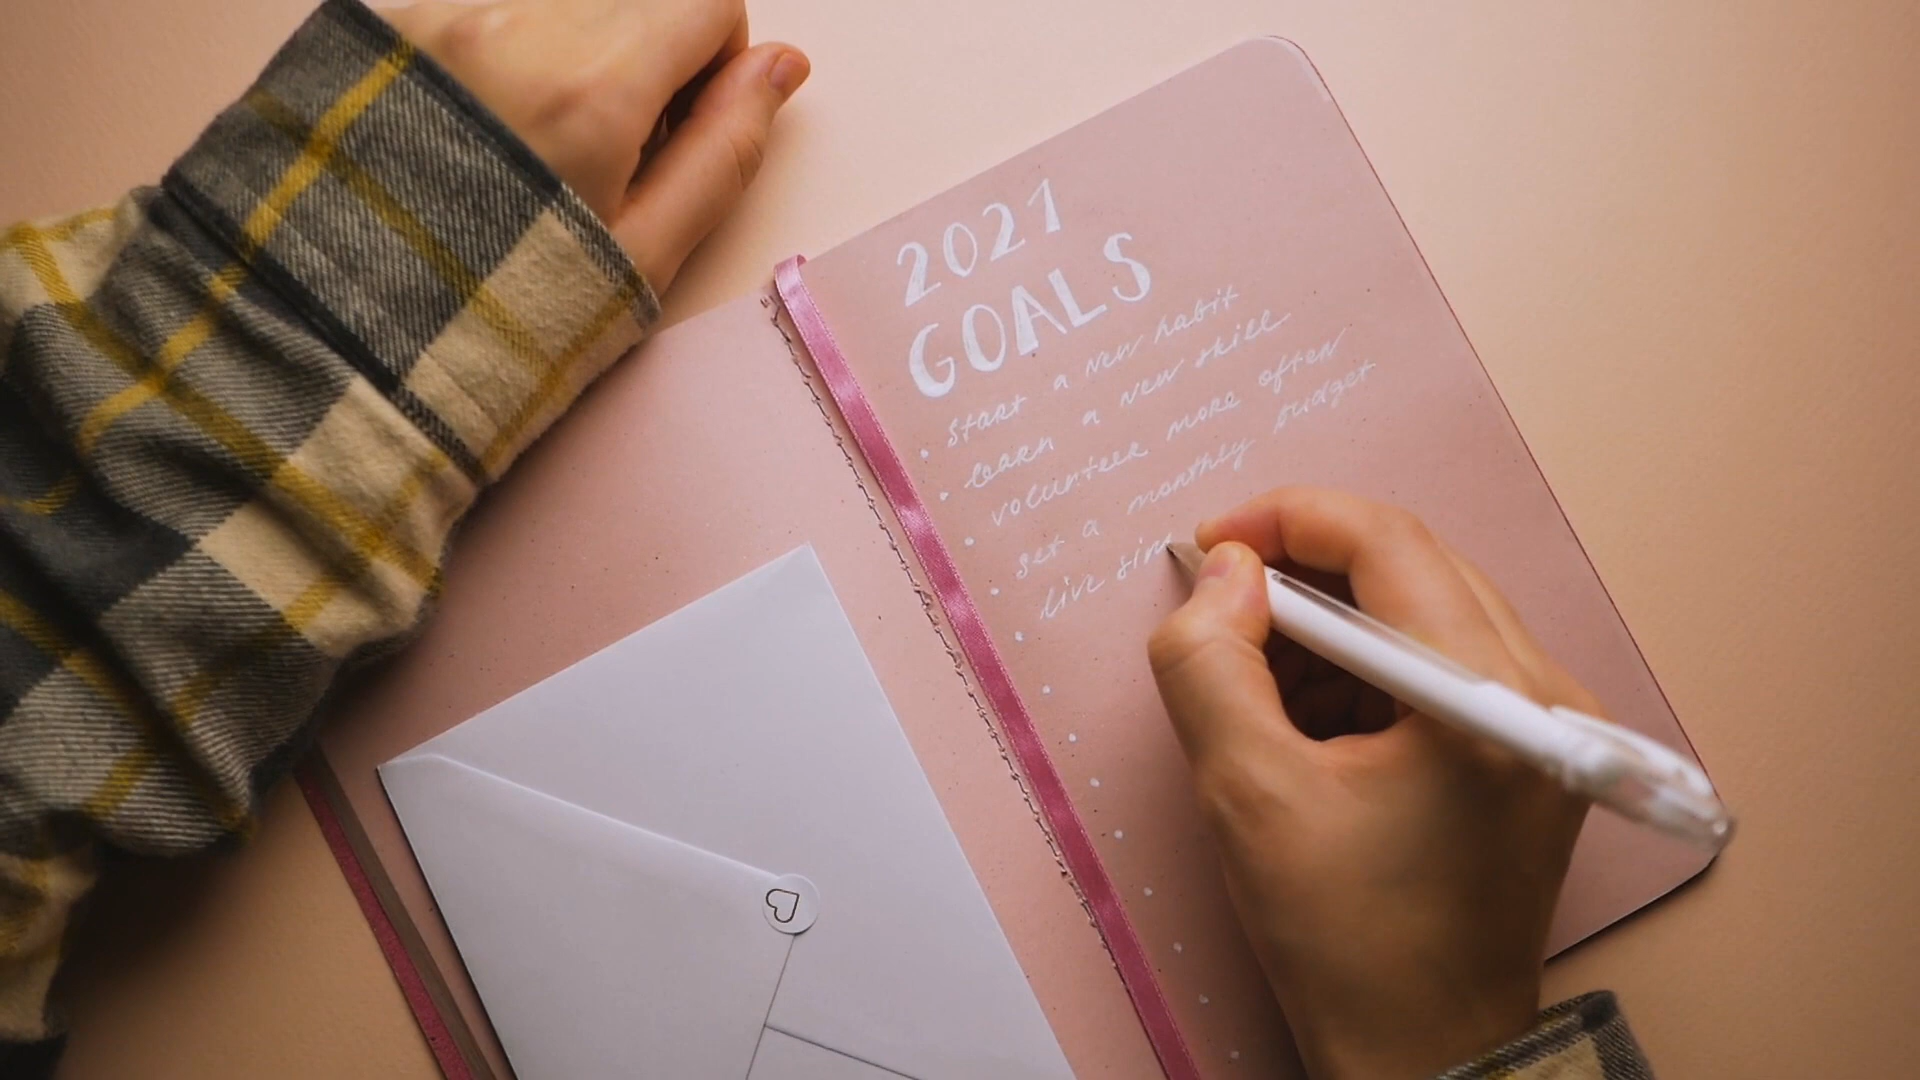 2021
GOALS
start a new habit
learn a new skill
volunteer more often
set a monthly budget
live sim